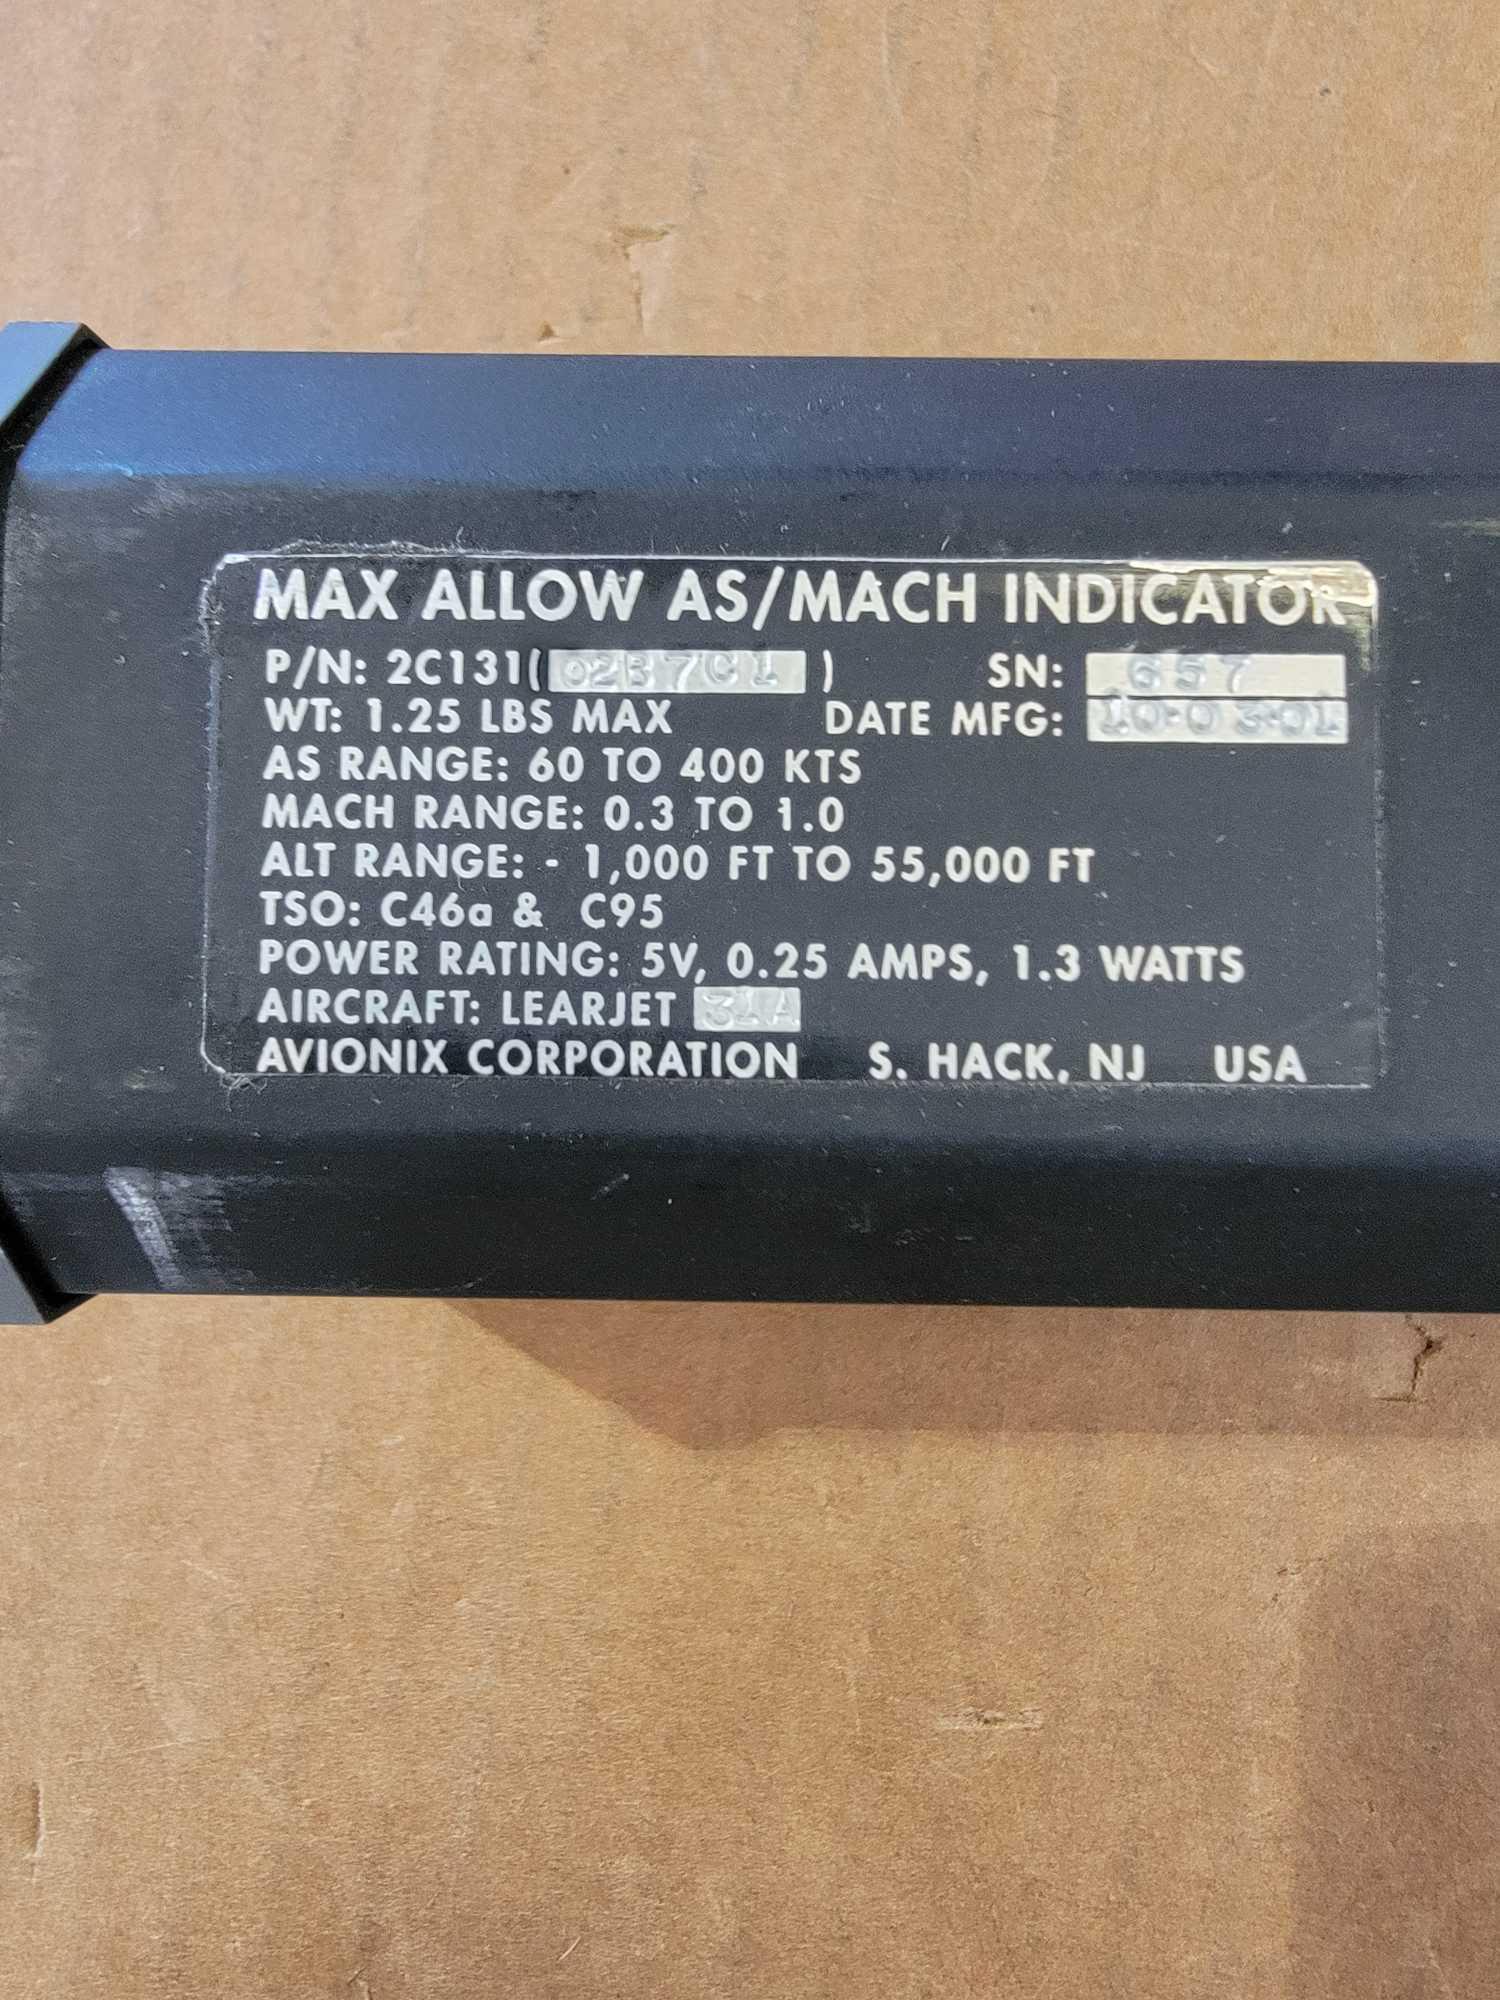 MAX ALLOW AS/MACH INDICATOR
P/N: 2C131(02B7C1) SN: 657
WT: 1.25 LBS MAX DATE MFG: 10-03-01
AS RANGE: 60 TO 400 KTS
MACH RANGE: 0.3 TO 1.0
ALT RANGE: - 1,000 FT TO 55,000 FT
TSO: C46a & C95
POWER RATING: 5V, 0.25 AMPS, 1.3 WATTS
AIRCRAFT: LEARJET 31A
AVIONIX CORPORATION S. HACK, NJ USA